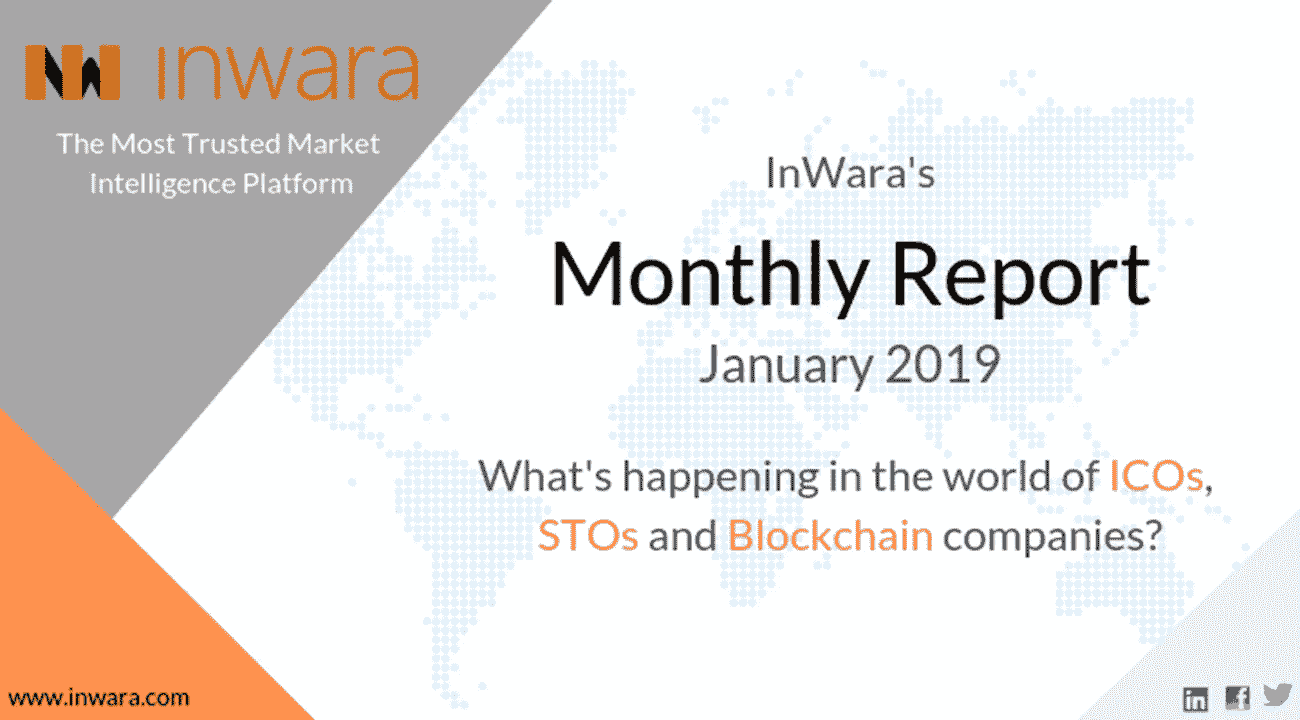 inwara
The Most Trusted Market
Intelligence Platform
InWara's
Monthly Report
January 2019
What's happening in the world of ICOs,
STOs and Blockchain companies?
www.inwara.com